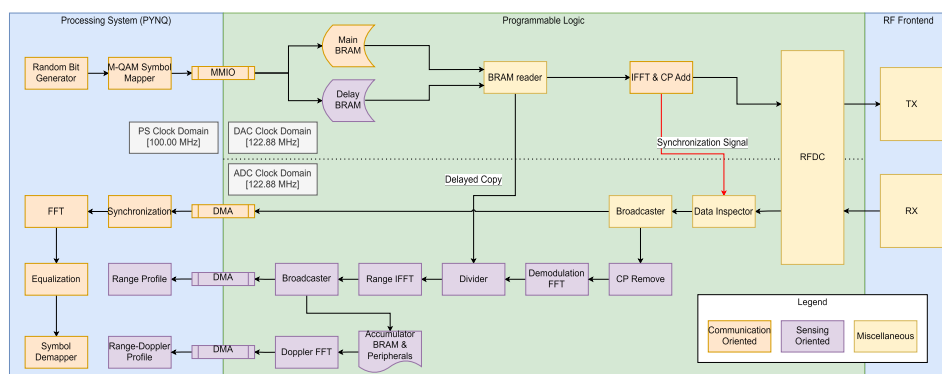 Processing System (PYNQ)
Programmable Logic
RF Frontend
Random Bit
Generator
M-QAM Symbol
Mapper
MMIO
Main
BRAM
Delay
BRAM
BRAM reader
IFFT & CP Add
RFDC
TX
PS Clock Domain
[100.00 MHz]
DAC Clock Domain
[122.88 MHz]
Synchronization Signal
ADC Clock Domain
[122.88 MHz]
Delayed Copy
FFT
Synchronization
DMA
Broadcaster
Data Inspector
RX
Equalization
Range Profile
DMA
Broadcaster
Range IFFT
Divider
Demodulation
FFT
CP Remove
Symbol
Demapper
Range-Doppler
Profile
DMA
Doppler FFT
Accumulator
BRAM &
Peripherals
Legend
Communication
Oriented
Sensing
Oriented
Miscellaneous